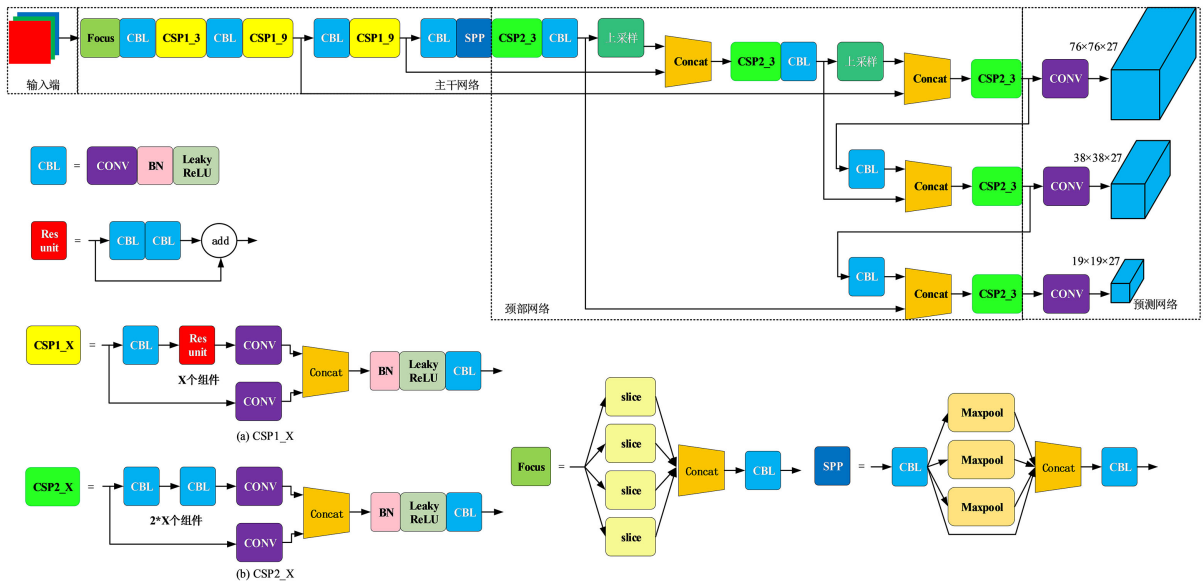 Focus CBL CSP1_3 CBL CSP1_9 CBL CSP1_9 CBL SPP CSP2_3 CBL 上采样
Concat CSP2_3 CBL 上采样
Concat CSP2_3 CONV 76×76×27
输入端 主干网络
CBL Concat CSP2_3 CONV 38×38×27
CBL Concat CSP2_3 CONV 19×19×27
颈部网络 预测网络
CBL = CONV BN Leaky ReLU
Res unit = CBL CBL add
CSP1_X = CBL Res unit CONV Concat BN Leaky ReLU CBL
X个组件 CONV
(a) CSP1_X
CSP2_X = CBL CBL CONV Concat BN Leaky ReLU CBL
2*X个组件 CONV
(b) CSP2_X
Focus = slice slice slice slice Concat CBL
SPP = CBL Maxpool Maxpool Maxpool Concat CBL